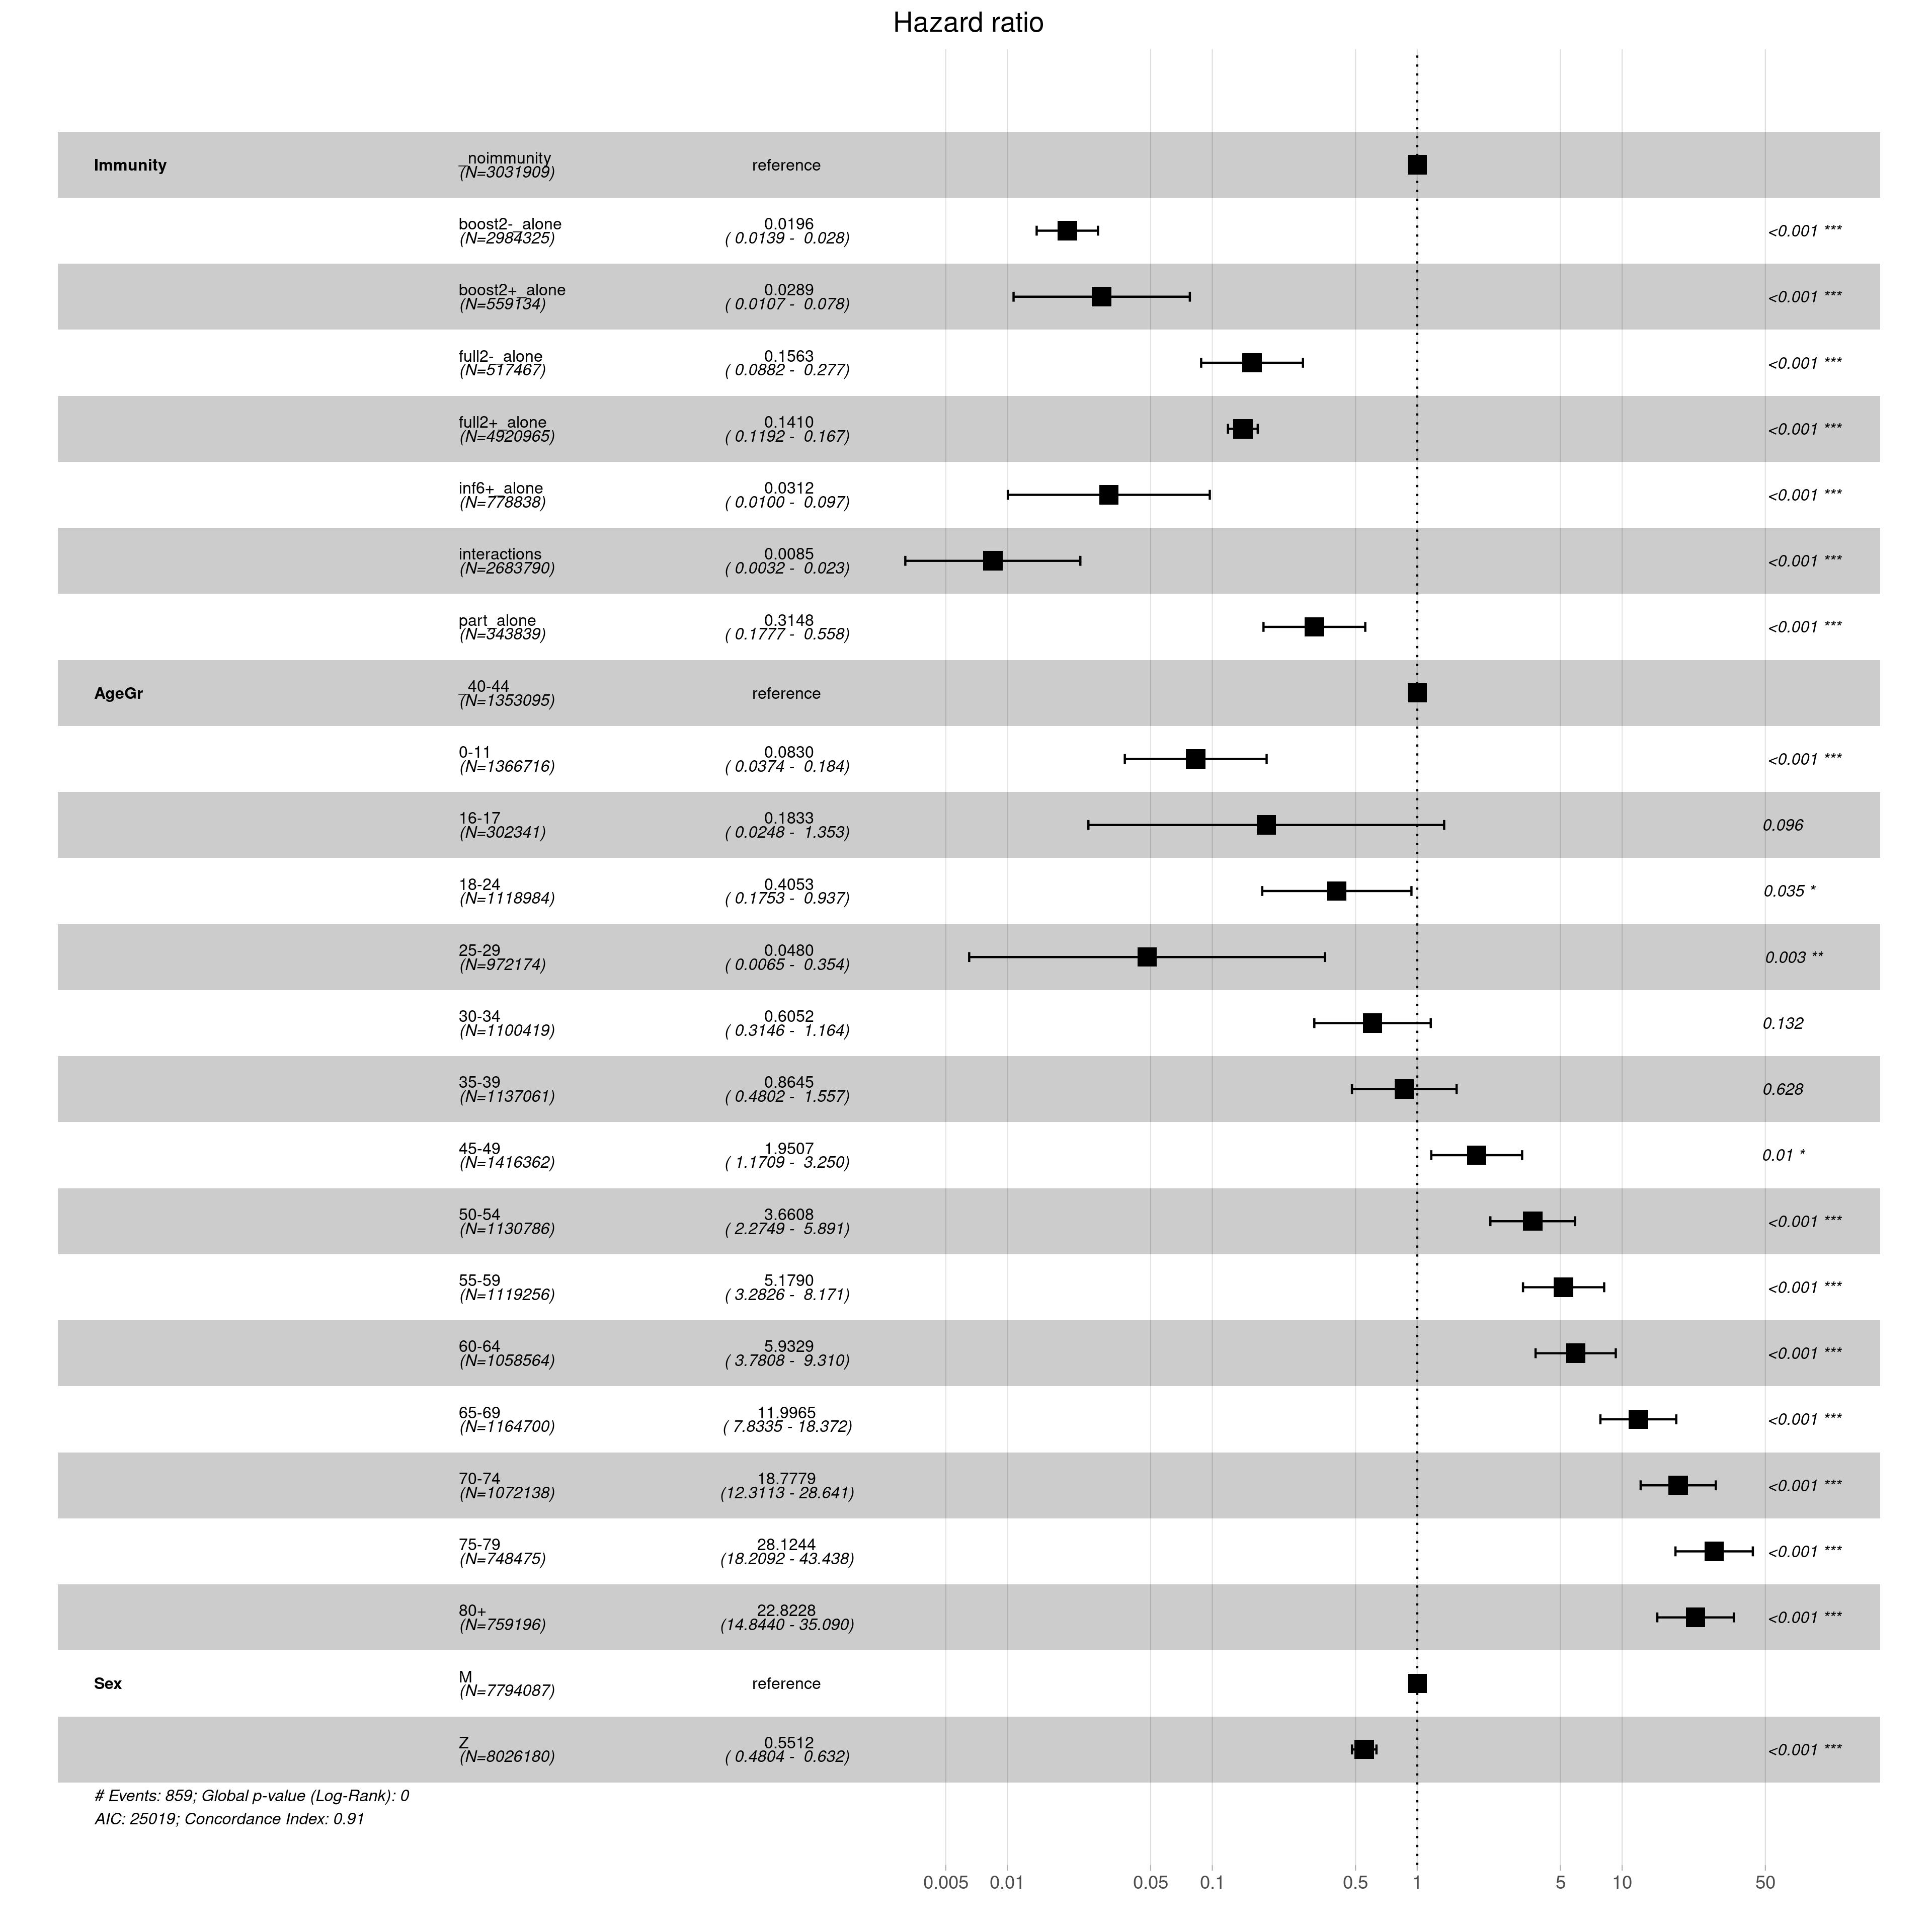 Hazard ratio
Immunity _noimmunity reference
(N=3031909)
boost2-_alone 0.0196 <0.001 ***
(N=2984325) ( 0.0139 - 0.028)
boost2+_alone 0.0289 <0.001 ***
(N=559134) ( 0.0107 - 0.078)
full2-_alone 0.1563 <0.001 ***
(N=517467) ( 0.0882 - 0.277)
full2+_alone 0.1410 <0.001 ***
(N=4920965) ( 0.1192 - 0.167)
inf6+_alone 0.0312 <0.001 ***
(N=778838) ( 0.0100 - 0.097)
interactions 0.0085 <0.001 ***
(N=2683790) ( 0.0032 - 0.023)
part_alone 0.3148 <0.001 ***
(N=343839) ( 0.1777 - 0.558)
AgeGr _40-44 reference
(N=1353095)
0-11 0.0830 <0.001 ***
(N=1366716) ( 0.0374 - 0.184)
16-17 0.1833 0.096
(N=302341) ( 0.0248 - 1.353)
18-24 0.4053 0.035 *
(N=1118984) ( 0.1753 - 0.937)
25-29 0.0480 0.003 **
(N=972174) ( 0.0065 - 0.354)
30-34 0.6052 0.132
(N=1100419) ( 0.3146 - 1.164)
35-39 0.8645 0.628
(N=1137061) ( 0.4802 - 1.557)
45-49 1.9507 0.01 *
(N=1416362) ( 1.1709 - 3.250)
50-54 3.6608 <0.001 ***
(N=1130786) ( 2.2749 - 5.891)
55-59 5.1790 <0.001 ***
(N=1119256) ( 3.2826 - 8.171)
60-64 5.9329 <0.001 ***
(N=1058564) ( 3.7808 - 9.310)
65-69 11.9965 <0.001 ***
(N=1164700) ( 7.8335 - 18.372)
70-74 18.7779 <0.001 ***
(N=1072138) (12.3113 - 28.641)
75-79 28.1244 <0.001 ***
(N=748475) (18.2092 - 43.438)
80+ 22.8228 <0.001 ***
(N=759196) (14.8440 - 35.090)
Sex M reference
(N=7794087)
Z 0.5512 <0.001 ***
(N=8026180) ( 0.4804 - 0.632)
# Events: 859; Global p-value (Log-Rank): 0
AIC: 25019; Concordance Index: 0.91
0.005 0.01 0.05 0.1 0.5 1 5 10 50